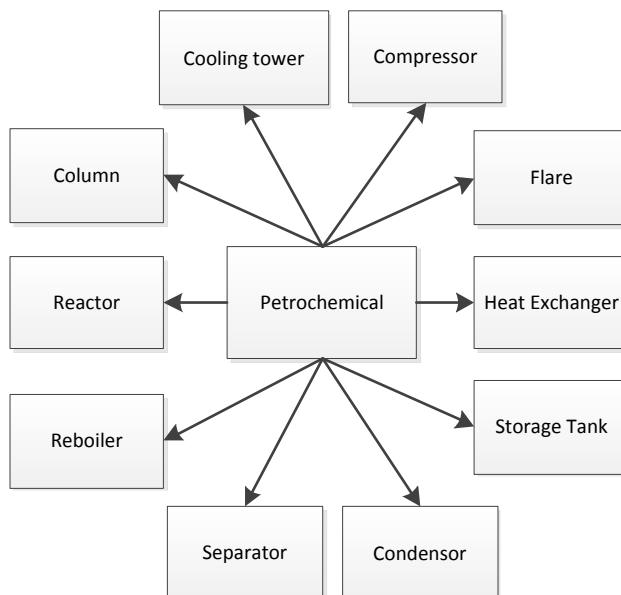 Cooling tower
Compressor
Column
Flare
Reactor
Petrochemical
Heat Exchanger
Reboiler
Storage Tank
Separator
Condensor